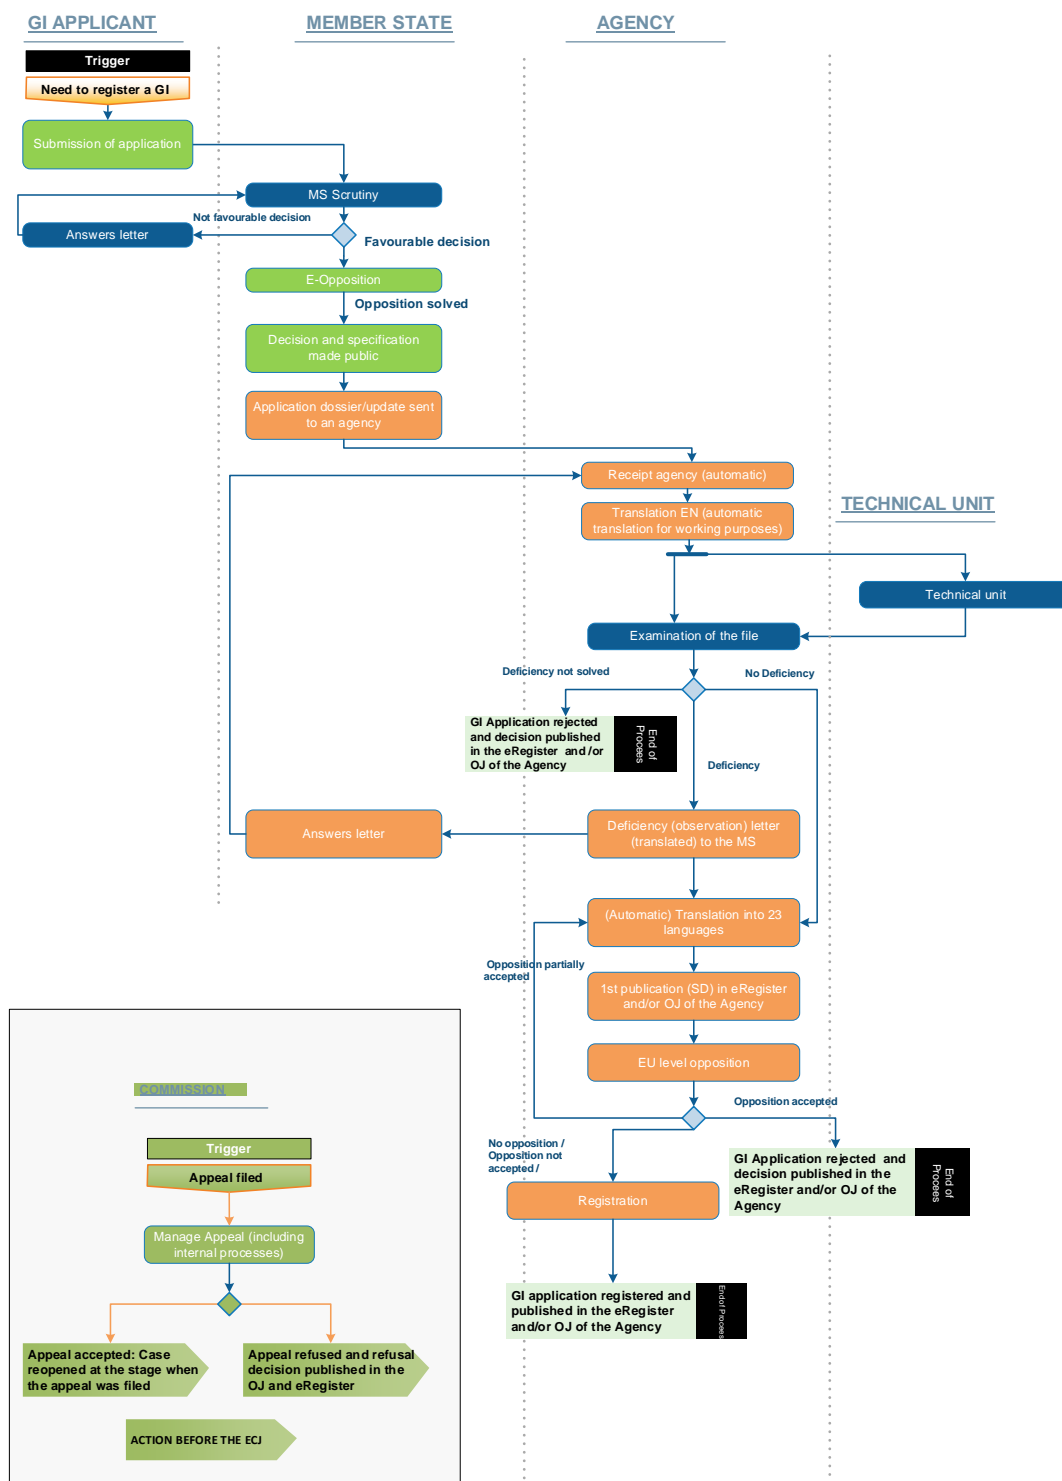 GI APPLICANT
MEMBER STATE
AGENCY
Trigger
Need to register a GI
Submission of application
MS Scrutiny
Not favourable decision
Answers letter
Favourable decision
E-Opposition
Opposition solved
Decision and specification
made public
Application dossier/update sent
to an agency
Receipt agency (automatic)
TECHNICAL UNIT
Translation EN (automatic
translation for working purposes)
Technical unit
Examination of the file
Deficiency not solved
No Deficiency
GI Application rejected
and decision published
in the eRegister and /or
OJ of the Agency
End of
Procees
Deficiency
Answers letter
Deficiency (observation) letter
(translated) to the MS
(Automatic) Translation into 23
languages
Opposition partially
accepted
1st publication (SD) in eRegister
and/or OJ of the Agency
EU level opposition
Opposition accepted
No opposition /
Opposition not
accepted /
GI Application rejected and
decision published in the
eRegister and/or OJ of the
Agency
End of
Procees
Registration
GI application registered and
published in the eRegister
and/or OJ of the Agency
Endof Procees
COMMISSION
Trigger
Appeal filed
Manage Appeal (including
internal processes)
Appeal accepted: Case
reopened at the stage when
the appeal was filed
Appeal refused and refusal
decision published in the
OJ and eRegister
ACTION BEFORE THE ECJ